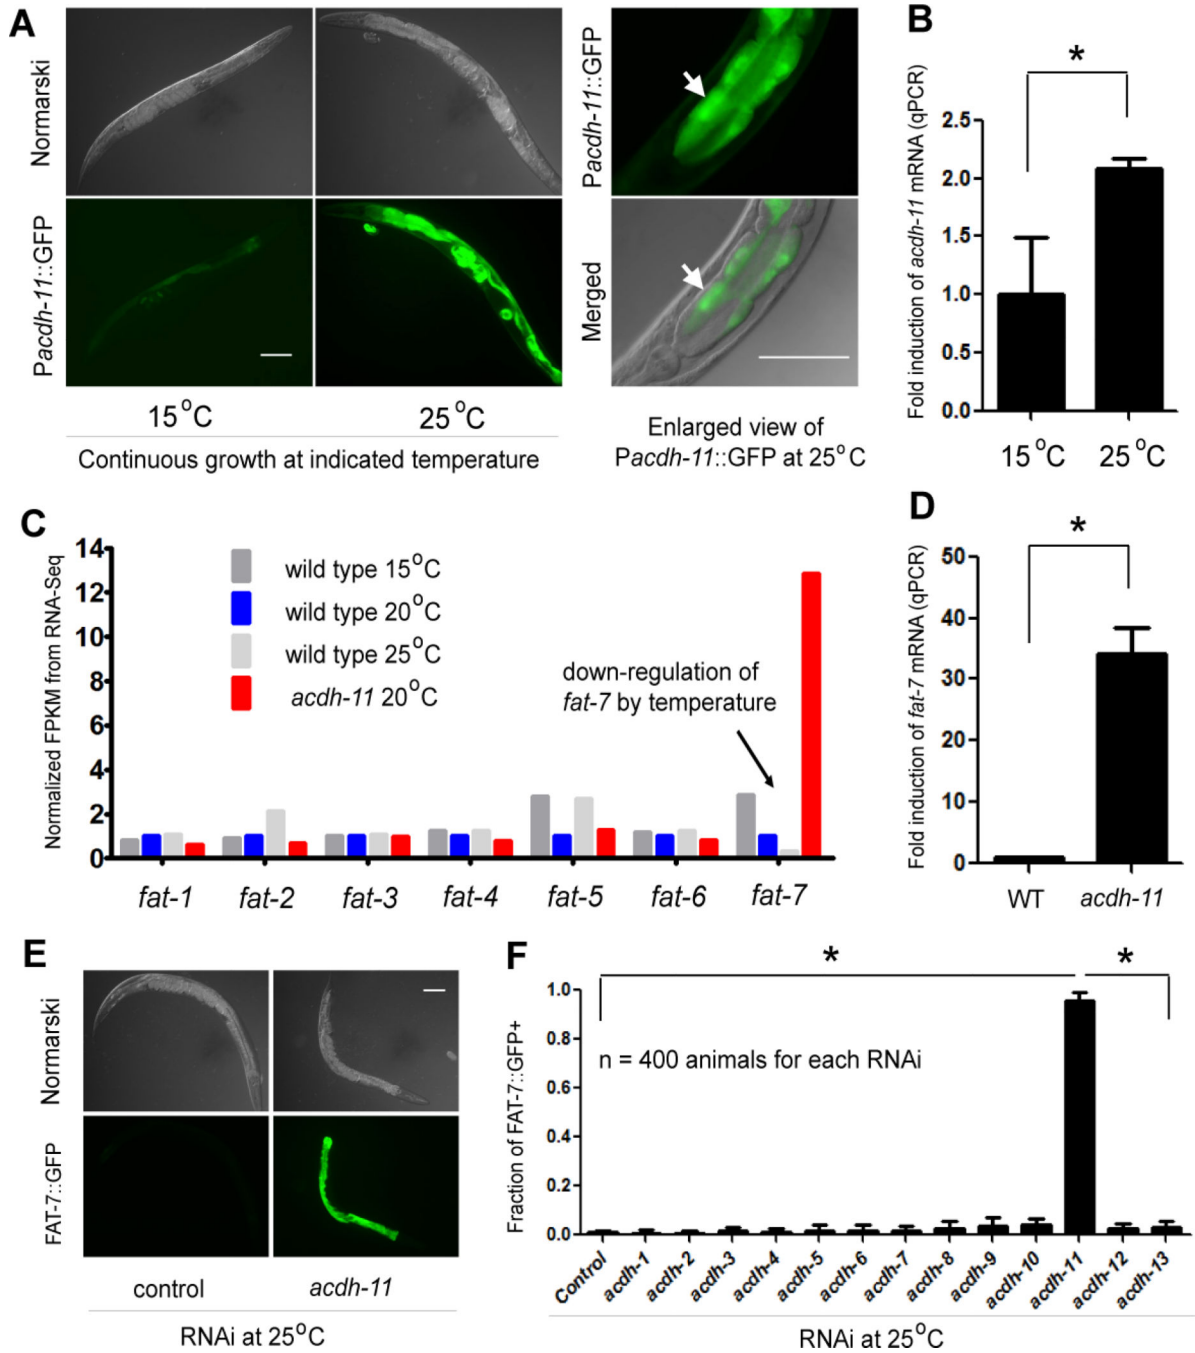 A
Normarski
Pacdh-11::GFP
15 °C
25 °C
Continuous growth at indicated temperature
Pacdh-11::GFP
Merged
Enlarged view of
Pacdh-11::GFP at 25°C
B
*
Fold induction of acdh-11 mRNA (qPCR)
2.5
2.0
1.5
1.0
0.5
0.0
15 °C
25 °C
C
Normalized FPKM from RNA-Seq
14
12
10
8
6
4
2
0
wild type 15°C
wild type 20°C
wild type 25°C
acdh-11 20°C
down-regulation of
fat-7 by temperature
fat-1
fat-2
fat-3
fat-4
fat-5
fat-6
fat-7
D
*
Fold induction of fat-7 mRNA (qPCR)
50
40
30
20
10
0
WT
acdh-11
E
Normarski
FAT-7::GFP
control
acdh-11
RNAi at 25°C
F
*
*
Fraction of FAT-7::GFP+
1.0
0.8
0.6
0.4
0.2
0.0
n = 400 animals for each RNAi
Control
acdh-1
acdh-2
acdh-3
acdh-4
acdh-5
acdh-6
acdh-7
acdh-8
acdh-9
acdh-10
acdh-11
acdh-12
acdh-13
RNAi at 25°C